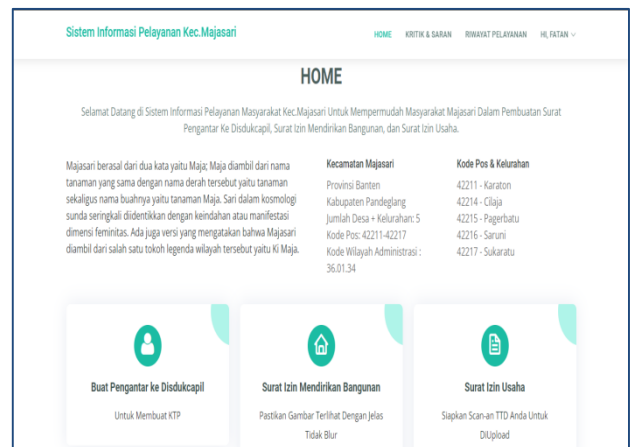 Sistem Informasi Pelayanan Kec.Majasari
HOME KRITIK & SARAN RIWAYAT PELAYANAN HI, FATAN
HOME
Selamat Datang di Sistem Informasi Pelayanan Masyarakat Kec.Majasari Untuk Mempermudah Masyarakat Majasari Dalam Pembuatan Surat
Pengantar Ke Disdukcapil, Surat Izin Mendirikan Bangunan, dan Surat Izin Usaha.
Majasari berasal dari dua kata yaitu Maja; Maja diambil dari nama
tanaman yang sama dengan nama derah tersebut yaitu tanaman
sekaligus nama buahnya yaitu tanaman Maja. Sari dalam kosmologi
sunda seringkali diidentikkan dengan keindahan atau manifestasi
dimensi feminitas. Ada juga versi yang mengatakan bahwa Majasari
diambil dari salah satu tokoh legenda wilayah tersebut yaitu Ki Maja.
Kecamatan Majasari
Provinsi Banten
Kabupaten Pandeglang
Jumlah Desa + Kelurahan: 5
Kode Pos: 42211-42217
Kode Wilayah Administrasi :
36.01.34
Kode Pos & Kelurahan
42211 - Karaton
42214 - Cilaja
42215 - Pagerbatu
42216 - Saruni
42217 - Sukaratu
Buat Pengantar ke Disdukcapil
Untuk Membuat KTP
Surat Izin Mendirikan Bangunan
Pastikan Gambar Terlihat Dengan Jelas
Tidak Blur
Surat Izin Usaha
Siapkan Scan-an TTD Anda Untuk
DiUpload